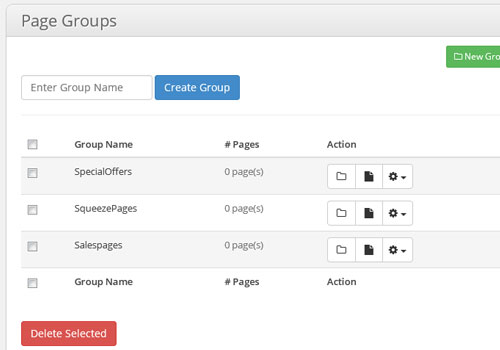 Page Groups
New Gro
Enter Group Name Create Group
Group Name # Pages Action
SpecialOffers 0 page(s)
SqueezePages 0 page(s)
Salespages 0 page(s)
Group Name # Pages Action
Delete Selected